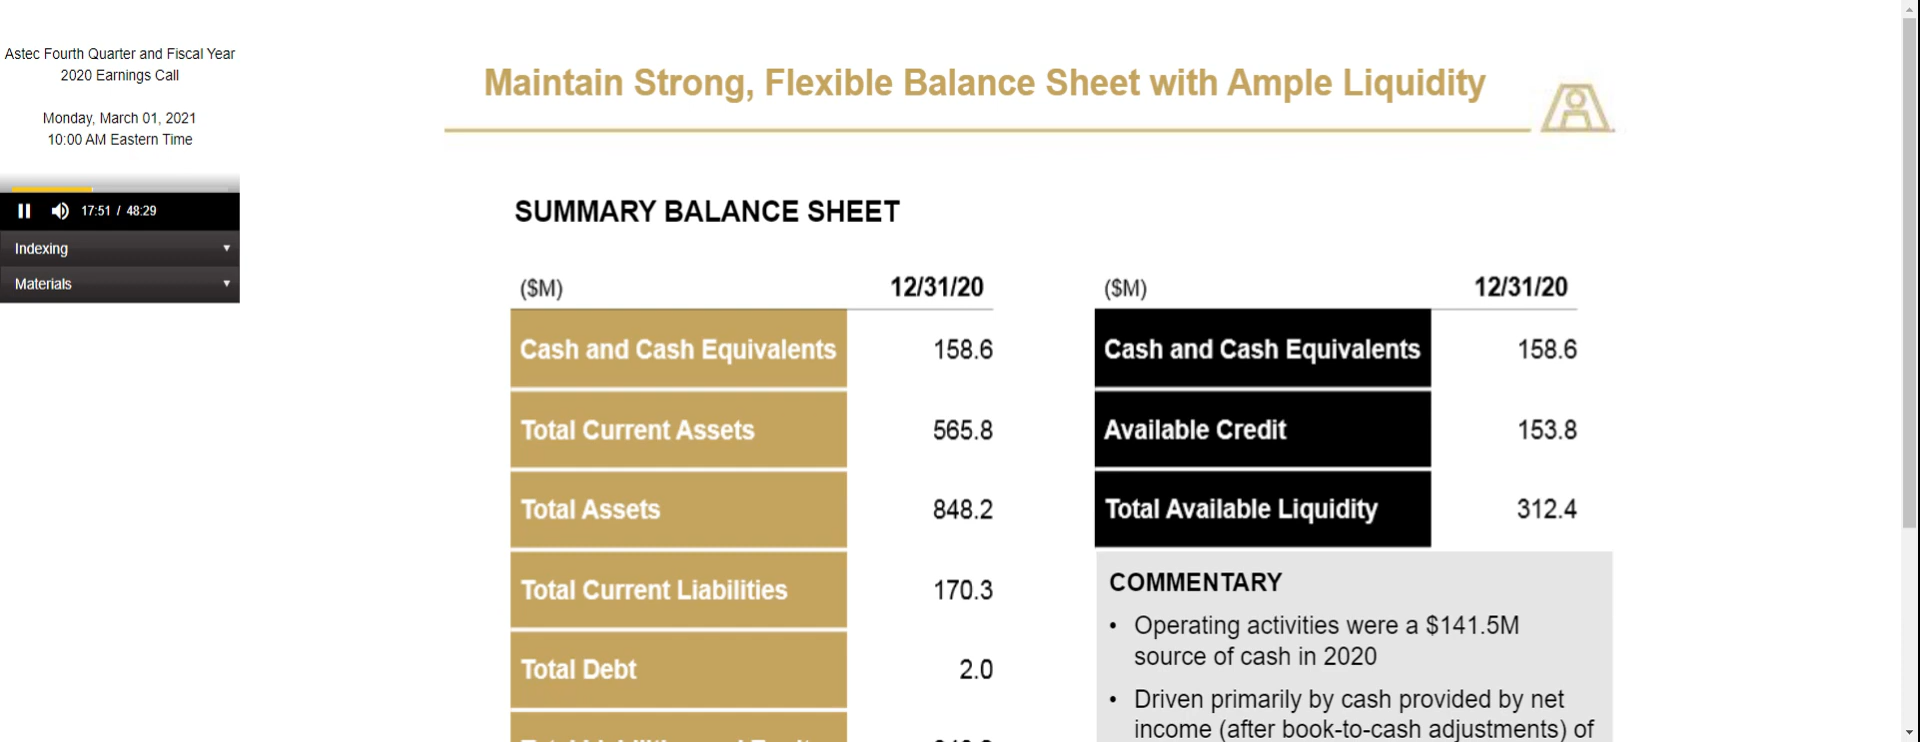 Astec Fourth Quarter and Fiscal Year
2020 Earnings Call
Monday, March 01, 2021
10:00 AM Eastern Time
17:51 / 48:29
Indexing
Materials
Maintain Strong, Flexible Balance Sheet with Ample Liquidity
SUMMARY BALANCE SHEET
($M) 12/31/20
Cash and Cash Equivalents 158.6
Total Current Assets 565.8
Total Assets 848.2
Total Current Liabilities 170.3
Total Debt 2.0
($M) 12/31/20
Cash and Cash Equivalents 158.6
Available Credit 153.8
Total Available Liquidity 312.4
COMMENTARY
• Operating activities were a $141.5M
source of cash in 2020
• Driven primarily by cash provided by net
income (after book-to-cash adjustments) of